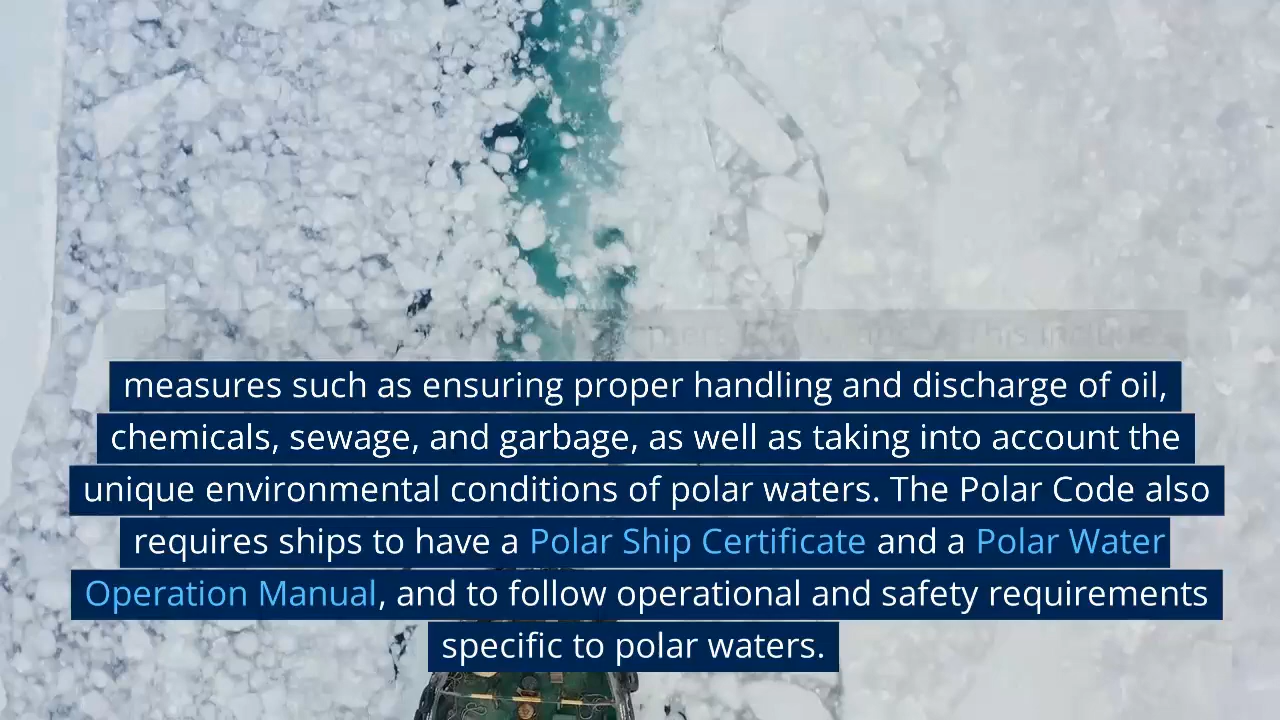 measures such as ensuring proper handling and discharge of oil,
chemicals, sewage, and garbage, as well as taking into account the
unique environmental conditions of polar waters. The Polar Code also
requires ships to have a Polar Ship Certificate and a Polar Water
Operation Manual, and to follow operational and safety requirements
specific to polar waters.